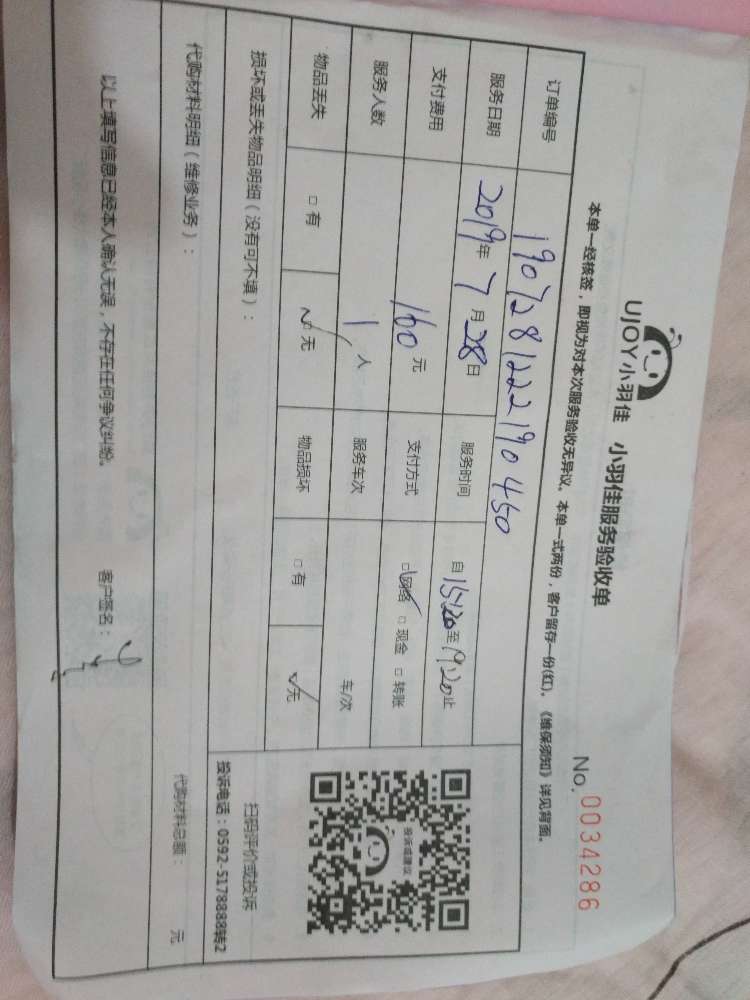 UJOY小羽佳 小羽佳服务验收单
No. 0034286
本单一经核签，即视为对本次服务验收无异议。本单一式两份，客户留存一份(红)。《维保须知》详见背面。
订单编号 190728122219045​0
服务日期 2019年 7月 28日 服务时间 自15:20至19:20止
支付费用 160元 支付方式 ☑网络 □现金 □转账
服务人数 1人 服务车次 车/次
物品丢失 □有 ☑无 物品损坏 □有 ☑无
投诉或建议
扫码评价或投诉
投诉电话：0592-5178888转2
损坏或丢失物品明细（没有可不填）：
代购材料明细（维修业务）：
代购材料总额： 元
以上填写信息已经本人确认无误，不存在任何争议纠纷。 客户签名：